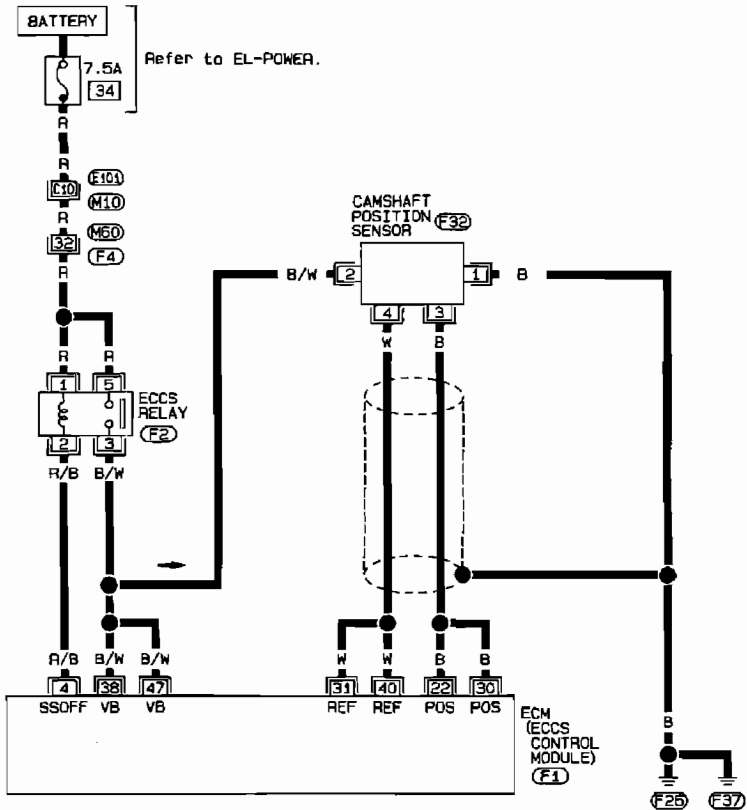 BATTERY
Refer to EL-POWER.
7.5A
34
R
R
C10 E101
M10
R
32 M60
F4
R
CAMSHAFT
POSITION
SENSOR F32
B/W 2 1 B
4 3
W B
R R
1 5
ECCS
RELAY
F2
2 3
R/B B/W
R/B B/W B/W W W B B
4 38 47 31 40 22 30
SSOFF VB VB REF REF POS POS
ECM
(ECCS
CONTROL
MODULE)
F1
B
F26 F37